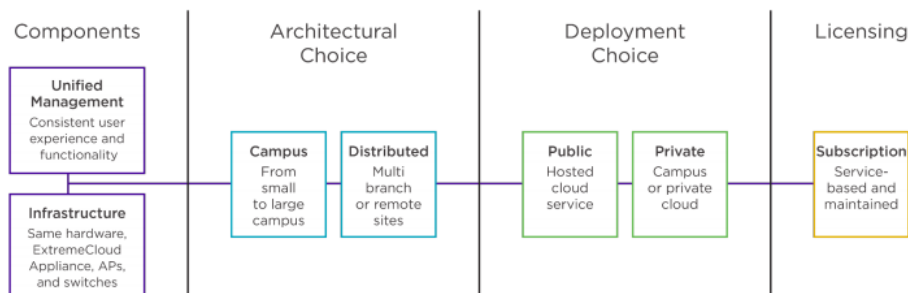 Components
Architectural
Choice
Deployment
Choice
Licensing
Unified
Management
Consistent user
experience and
functionality
Infrastructure
Same hardware,
ExtremeCloud
Appliance, APs,
and switches
Campus
From
small
to large
campus
Distributed
Multi
branch
or remote
sites
Public
Hosted
cloud
service
Private
Campus
or private
cloud
Subscription
Service-
based and
maintained